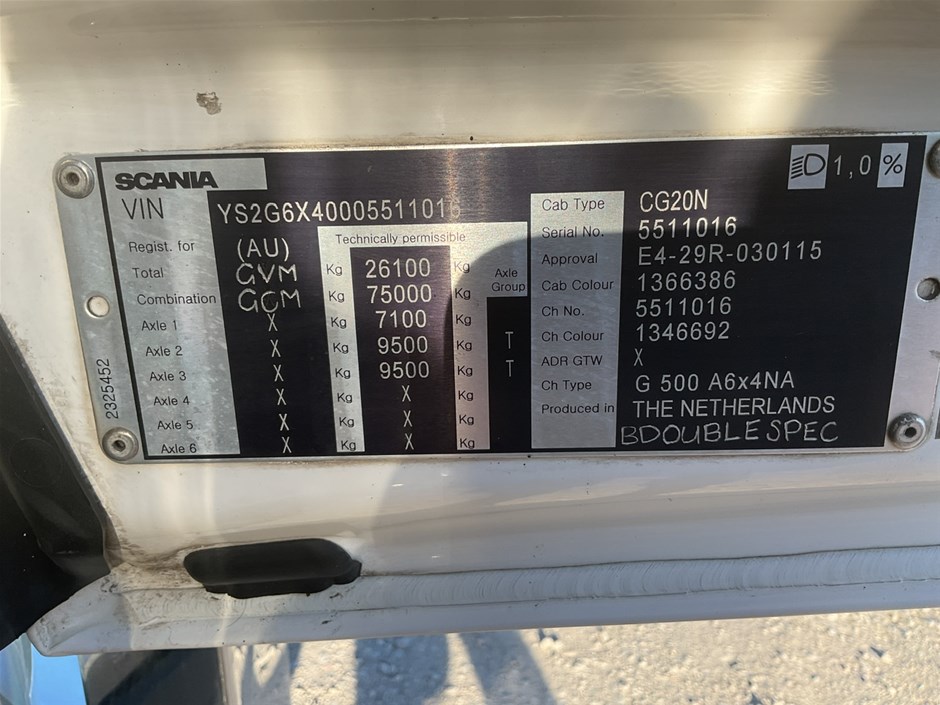 SCANIA
VIN YS2G6X40005511016
Regist. for (AU)
Technically permissible
Total GVM Kg 26100 Kg
Combination GCM Kg 75000 Kg
Axle Group
Axle 1 X Kg 7100 Kg
Axle 2 X Kg 9500 Kg T
Axle 3 X Kg 9500 Kg T
Axle 4 X Kg X Kg
Axle 5 X Kg X Kg
Axle 6 X Kg X Kg
2325452
1,0 %
Cab Type CG20N
Serial No. 5511016
Approval E4-29R-030115
Cab Colour 1366386
Ch No. 5511016
Ch Colour 1346692
ADR GTW X
Ch Type G 500 A6x4NA
Produced in THE NETHERLANDS
BDOUBLESPEC